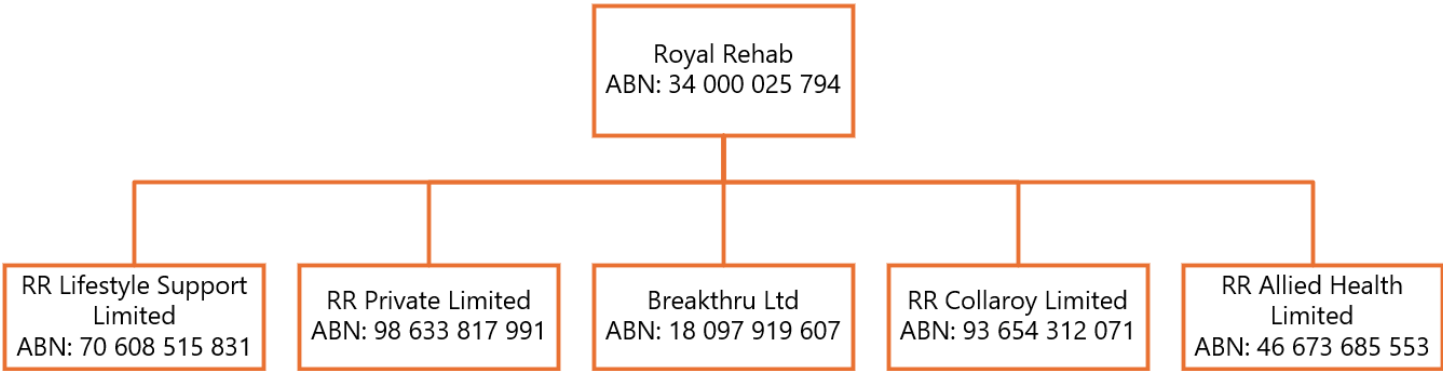 Royal Rehab
ABN: 34 000 025 794
RR Lifestyle Support
Limited
ABN: 70 608 515 831
RR Private Limited
ABN: 98 633 817 991
Breakthru Ltd
ABN: 18 097 919 607
RR Collaroy Limited
ABN: 93 654 312 071
RR Allied Health
Limited
ABN: 46 673 685 553